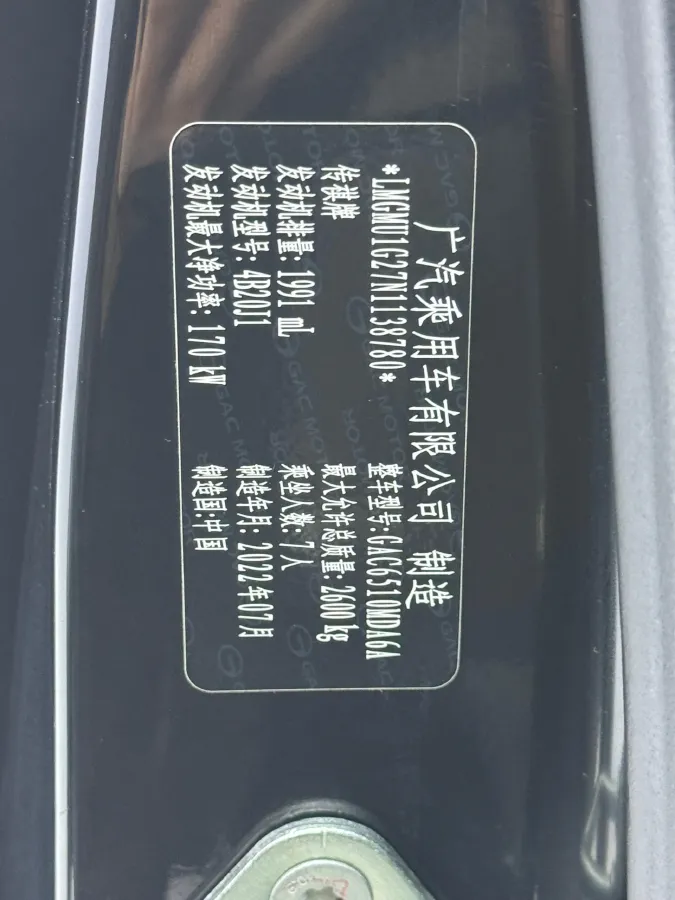 广汽乘用车有限公司 制造
*LMGMU1G27N1138780* 整车型号:GAC6510MDA6A
传祺牌 最大允许总质量: 2600 kg
发动机排量: 1991 mL 乘坐人数: 7人
发动机型号: 4B20J1 制造年月: 2022年07月
发动机最大净功率: 170 kW 制造国:中国
GAC MOTOR